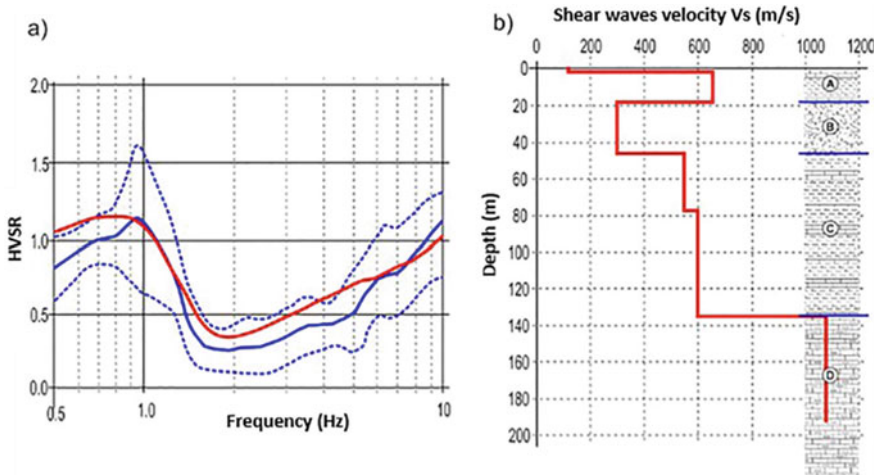 a)
2.0
1.5
1.0
0.5
0.0
HVSR
0.5 1.0 10
Frequency (Hz)
b)
Shear waves velocity Vs (m/s)
0 200 400 600 800 1000 1200
0
20
40
60
80
100
120
140
160
180
200
Depth (m)
A
B
C
D